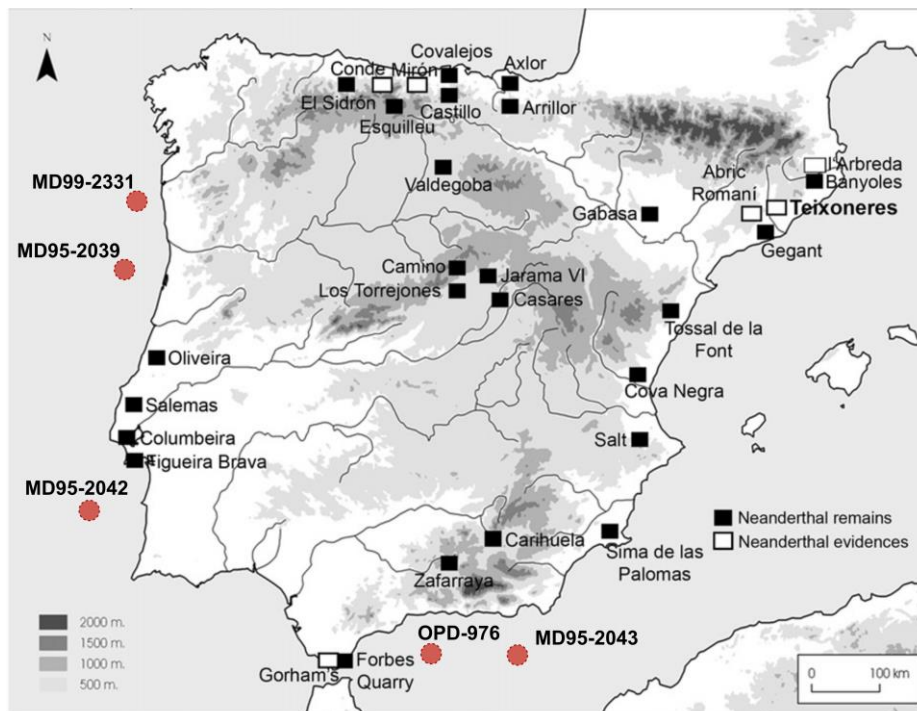 N
Covalejos
Axlor
Conde Mirón
El Sidrón
Castillo
Arrillor
Esquilleu
Valdegoba
l'Arbreda
Abric
Romaní
Banyoles
MD99-2331
Gabasa
Teixoneres
Gegant
MD95-2039
Camino
Jarama VI
Los Torrejones
Casares
Tossal de la
Font
Oliveira
Cova Negra
Salemas
Columbeira
Salt
Figueira Brava
MD95-2042
Neanderthal remains
Neanderthal evidences
Carihuela
Sima de las
Palomas
Zafarraya
2000 m.
1500 m.
1000 m.
500 m.
OPD-976
MD95-2043
Gorham's
Forbes
Quarry
0 100 km